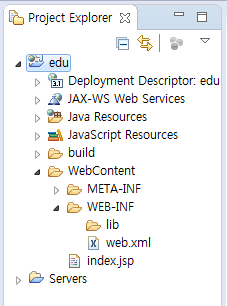 Project Explorer
edu
Deployment Descriptor: edu
JAX-WS Web Services
Java Resources
JavaScript Resources
build
WebContent
META-INF
WEB-INF
lib
web.xml
index.jsp
Servers